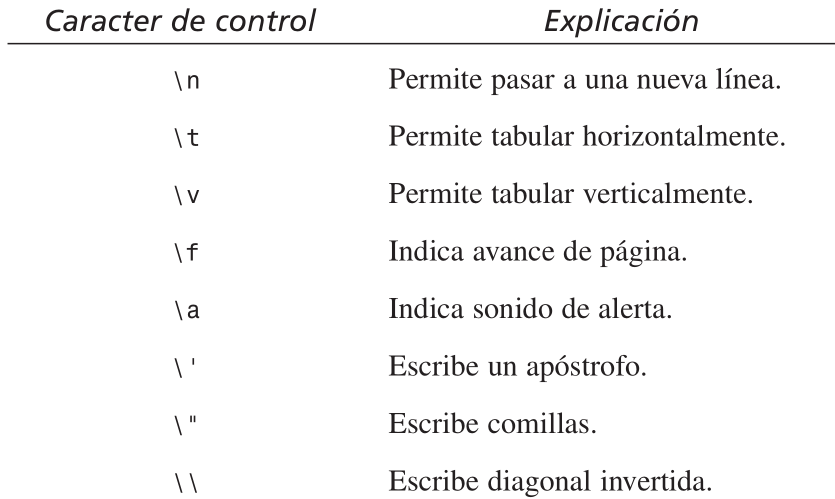 Caracter de control Explicación
\n Permite pasar a una nueva línea.
\t Permite tabular horizontalmente.
\v Permite tabular verticalmente.
\f Indica avance de página.
\a Indica sonido de alerta.
\' Escribe un apóstrofo.
\" Escribe comillas.
\\ Escribe diagonal invertida.